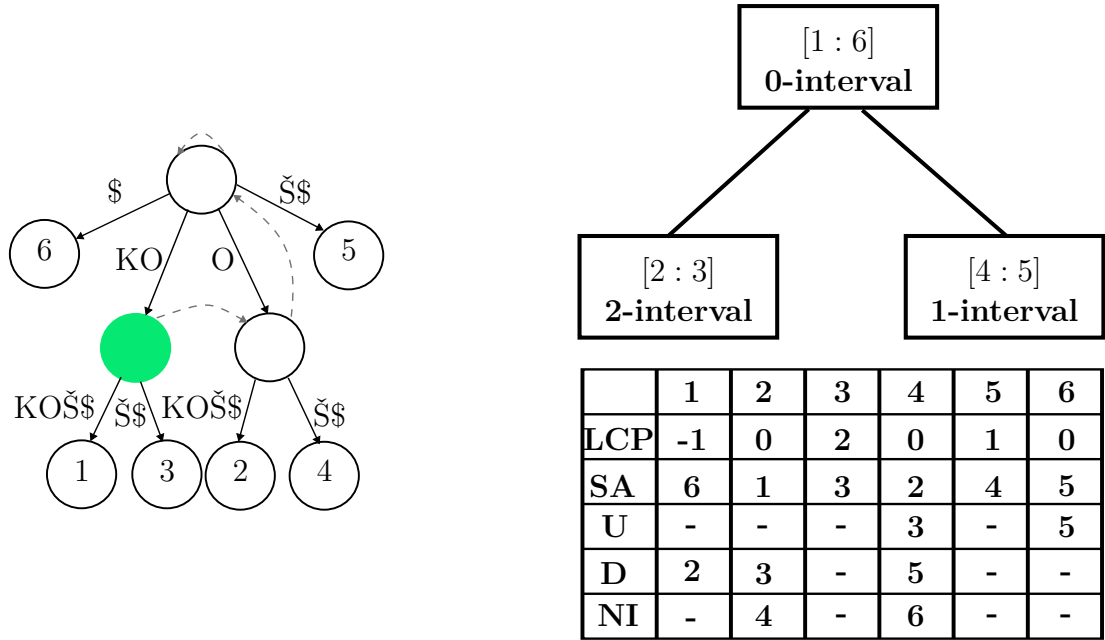 $
Š$
6
5
KO
O
KOŠ$
Š$
KOŠ$
Š$
1
3
2
4
[1 : 6]
0-interval
[2 : 3]
2-interval
[4 : 5]
1-interval
1 2 3 4 5 6
LCP -1 0 2 0 1 0
SA 6 1 3 2 4 5
U - - - 3 - 5
D 2 3 - 5 - -
NI - 4 - 6 - -